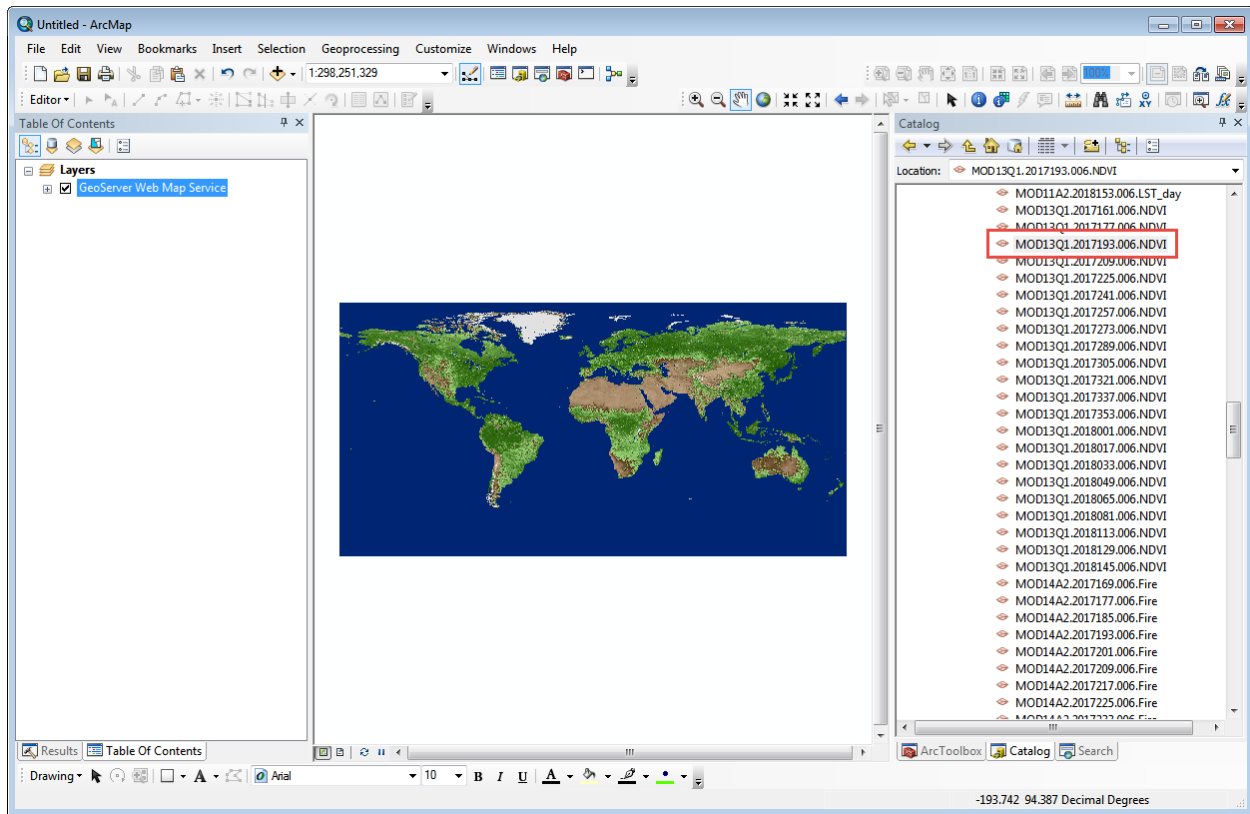 Untitled - ArcMap
File Edit View Bookmarks Insert Selection Geoprocessing Customize Windows Help
1:298,251,329
100%
Editor
Table Of Contents
Layers
GeoServer Web Map Service
Catalog
Location: MOD13Q1.2017193.006.NDVI
MOD11A2.2018153.006.LST_day
MOD13Q1.2017161.006.NDVI
MOD13Q1.2017177.006.NDVI
MOD13Q1.2017193.006.NDVI
MOD13Q1.2017209.006.NDVI
MOD13Q1.2017225.006.NDVI
MOD13Q1.2017241.006.NDVI
MOD13Q1.2017257.006.NDVI
MOD13Q1.2017273.006.NDVI
MOD13Q1.2017289.006.NDVI
MOD13Q1.2017305.006.NDVI
MOD13Q1.2017321.006.NDVI
MOD13Q1.2017337.006.NDVI
MOD13Q1.2017353.006.NDVI
MOD13Q1.2018001.006.NDVI
MOD13Q1.2018017.006.NDVI
MOD13Q1.2018033.006.NDVI
MOD13Q1.2018049.006.NDVI
MOD13Q1.2018065.006.NDVI
MOD13Q1.2018081.006.NDVI
MOD13Q1.2018113.006.NDVI
MOD13Q1.2018129.006.NDVI
MOD13Q1.2018145.006.NDVI
MOD14A2.2017169.006.Fire
MOD14A2.2017177.006.Fire
MOD14A2.2017185.006.Fire
MOD14A2.2017193.006.Fire
MOD14A2.2017201.006.Fire
MOD14A2.2017209.006.Fire
MOD14A2.2017217.006.Fire
MOD14A2.2017225.006.Fire
Results Table Of Contents
ArcToolbox Catalog Search
Drawing A Arial 10 B I U A
-193.742 94.387 Decimal Degrees